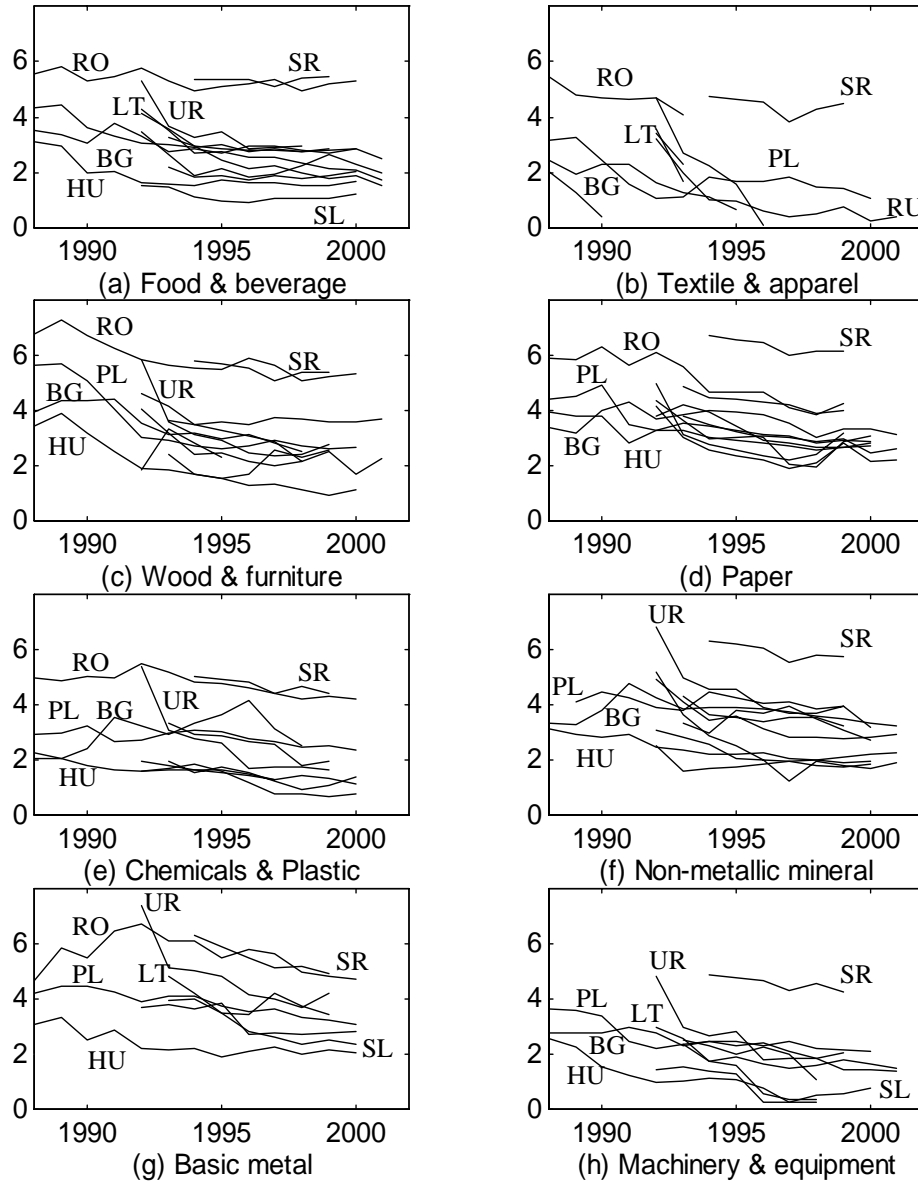 6
4
2
0
RO
SR
LT
UR
BG
HU
SL
1990 1995 2000
(a) Food & beverage
6
4
2
0
RO
SR
LT
PL
BG
RU
1990 1995 2000
(b) Textile & apparel
6
4
2
0
RO
PL
UR
SR
BG
HU
1990 1995 2000
(c) Wood & furniture
6
4
2
0
RO
SR
PL
BG
HU
1990 1995 2000
(d) Paper
6
4
2
0
RO
SR
UR
PL
BG
HU
1990 1995 2000
(e) Chemicals & Plastic
6
4
2
0
UR
SR
PL
BG
HU
1990 1995 2000
(f) Non-metallic mineral
6
4
2
0
UR
RO
SR
PL
LT
HU
SL
1990 1995 2000
(g) Basic metal
6
4
2
0
UR
SR
PL
LT
BG
HU
SL
1990 1995 2000
(h) Machinery & equipment